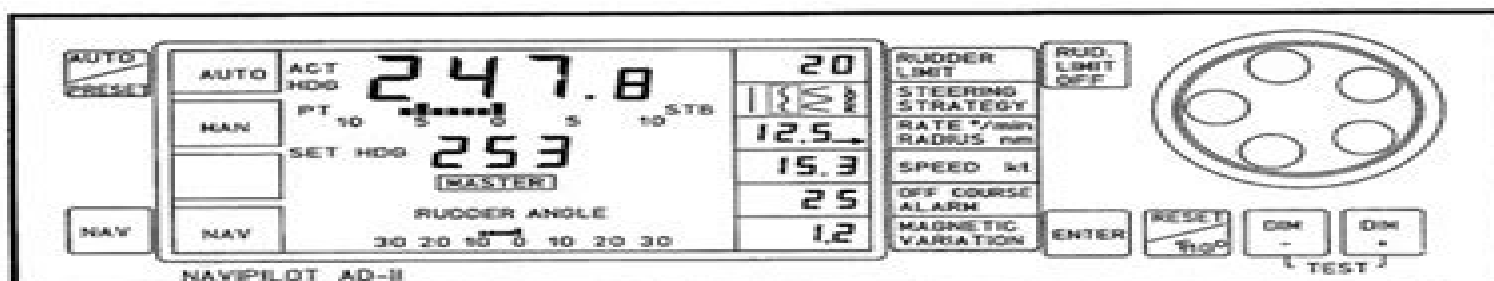 AUTO
PRESET
AUTO
ACT
HDG
247.8
20
RUDDER
LIMIT
RUD.
LIMIT
OFF
PT
10 5 0 5 10
STB
STEERING
STRATEGY
MAN
SET HDG
253
12.5
RATE °/min
RADIUS nm
MASTER
15.3
SPEED kt
25
OFF COURSE
ALARM
RUDDER ANGLE
NAV
NAV
30 20 10 0 10 20 30
1.2
MAGNETIC
VARIATION
ENTER
RESET
DIM
-
DIM
+
TEST
NAVIPILOT AD-II